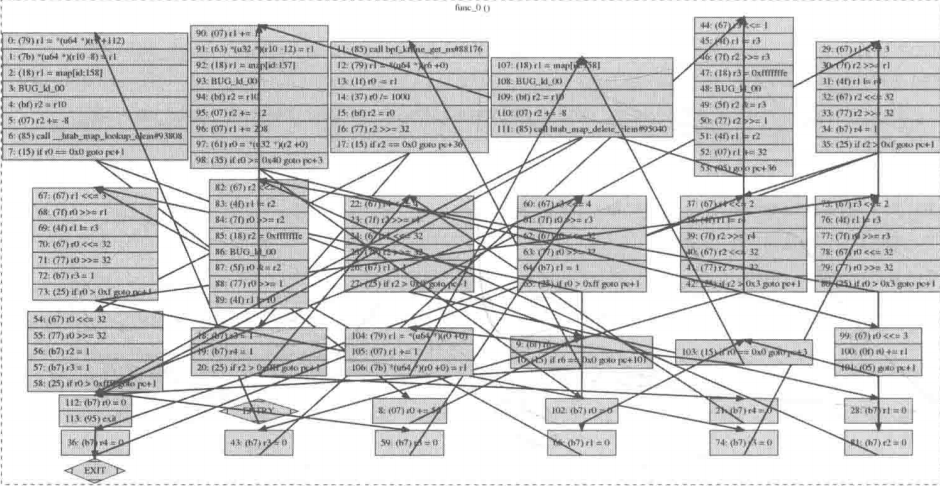 func_0 ()
0: (79) r1 = *(u64 *)(r1 +112)
1: (7b) *(u64 *)(r10 -8) = r1
2: (18) r1 = map[id:158]
3: BUG_ld_00
4: (bf) r2 = r10
5: (07) r2 += -8
6: (85) call __htab_map_lookup_elem#93808
7: (15) if r0 == 0x0 goto pc+1
90: (07) r1 += 1
91: (63) *(u32 *)(r10 -12) = r1
92: (18) r1 = map[id:157]
93: BUG_ld_00
94: (bf) r2 = r10
95: (07) r2 += -12
96: (07) r1 += 208
97: (61) r0 = *(u32 *)(r2 +0)
98: (35) if r0 >= 0x40 goto pc+3
11: (85) call bpf_ktime_get_ns#88176
12: (79) r1 = *(u64 *)(r6 +0)
13: (1f) r0 -= r1
14: (37) r0 /= 1000
15: (bf) r2 = r0
16: (77) r2 >>= 32
17: (15) if r2 == 0x0 goto pc+36
107: (18) r1 = map[id:158]
108: BUG_ld_00
109: (bf) r2 = r10
110: (07) r2 += -8
111: (85) call htab_map_delete_elem#95040
44: (67) r3 <<= 1
45: (4f) r1 |= r3
46: (7f) r2 >>= r3
47: (18) r3 = 0xfffffffe
48: BUG_ld_00
49: (5f) r2 &= r3
50: (77) r2 >>= 1
51: (4f) r1 |= r2
52: (07) r1 += 32
53: (05) goto pc+36
29: (67) r1 <<= 3
30: (7f) r2 >>= r1
31: (4f) r1 |= r4
32: (67) r2 <<= 32
33: (77) r2 >>= 32
34: (b7) r4 = 1
35: (25) if r2 > 0xf goto pc+1
67: (67) r1 <<= 3
68: (7f) r0 >>= r1
69: (4f) r1 |= r3
70: (67) r0 <<= 32
71: (77) r0 >>= 32
72: (b7) r3 = 1
73: (25) if r0 > 0xf goto pc+1
82: (67) r2 <<= 1
83: (4f) r1 |= r2
84: (7f) r0 >>= r2
85: (18) r2 = 0xfffffffe
86: BUG_ld_00
87: (5f) r0 &= r2
88: (77) r0 >>= 1
89: (4f) r1 |= r0
22: (67) r4 <<= 4
23: (7f) r2 >>= r4
24: (67) r2 <<= 32
25: (77) r2 >>= 32
26: (b7) r1 = 1
27: (25) if r2 > 0xff goto pc+1
60: (67) r3 <<= 4
61: (7f) r0 >>= r3
62: (67) r0 <<= 32
63: (77) r0 >>= 32
64: (b7) r1 = 1
65: (25) if r0 > 0xff goto pc+1
37: (67) r4 <<= 2
38: (4f) r1 |= r4
39: (7f) r2 >>= r4
40: (67) r2 <<= 32
41: (77) r2 >>= 32
42: (25) if r2 > 0x3 goto pc+1
75: (67) r3 <<= 2
76: (4f) r1 |= r3
77: (7f) r0 >>= r3
78: (67) r0 <<= 32
79: (77) r0 >>= 32
80: (25) if r0 > 0x3 goto pc+1
54: (67) r0 <<= 32
55: (77) r0 >>= 32
56: (b7) r2 = 1
57: (b7) r3 = 1
58: (25) if r0 > 0xffff goto pc+1
18: (b7) r3 = 1
19: (b7) r4 = 1
20: (25) if r2 > 0xffff goto pc+1
104: (79) r1 = *(u64 *)(r0 +0)
105: (07) r1 += 1
106: (7b) *(u64 *)(r0 +0) = r1
9: (bf) r6 = r0
10: (15) if r6 == 0x0 goto pc+101
103: (15) if r0 == 0x0 goto pc+3
99: (67) r0 <<= 3
100: (0f) r0 += r1
101: (05) goto pc+1
112: (b7) r0 = 0
113: (95) exit
ENTRY
8: (07) r0 += 56
102: (b7) r0 = 0
21: (b7) r4 = 0
28: (b7) r1 = 0
36: (b7) r4 = 0
43: (b7) r3 = 0
59: (b7) r3 = 0
66: (b7) r1 = 0
74: (b7) r3 = 0
81: (b7) r2 = 0
EXIT